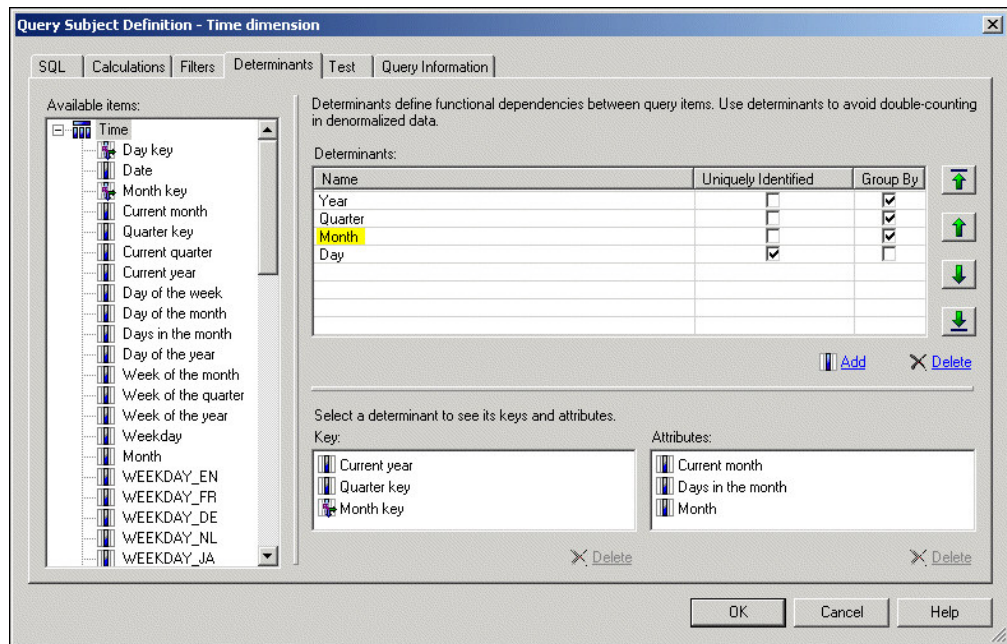 Query Subject Definition - Time dimension
SQL
Calculations
Filters
Determinants
Test
Query Information
Available items:
Time
Day key
Date
Month key
Current month
Quarter key
Current quarter
Current year
Day of the week
Day of the month
Days in the month
Day of the year
Week of the month
Week of the quarter
Week of the year
Weekday
Month
WEEKDAY_EN
WEEKDAY_FR
WEEKDAY_DE
WEEKDAY_NL
WEEKDAY_JA
Determinants define functional dependencies between query items. Use determinants to avoid double-counting
in denormalized data.
Determinants:
Name Uniquely Identified Group By
Year
Quarter
Month
Day
Add Delete
Select a determinant to see its keys and attributes.
Key:
Current year
Quarter key
Month key
Delete
Attributes:
Current month
Days in the month
Month
Delete
OK Cancel Help